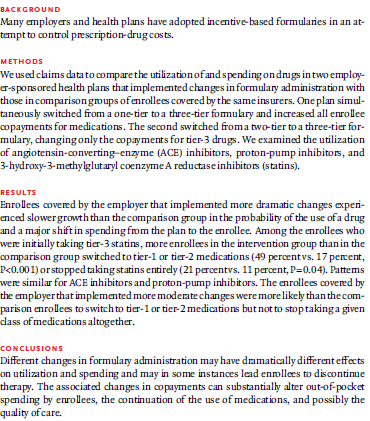 BACKGROUND
Many employers and health plans have adopted incentive-based formularies in an at-
tempt to control prescription-drug costs.
METHODS
We used claims data to compare the utilization of and spending on drugs in two employ-
er-sponsored health plans that implemented changes in formulary administration with
those in comparison groups of enrollees covered by the same insurers. One plan simul-
taneously switched from a one-tier to a three-tier formulary and increased all enrollee
copayments for medications. The second switched from a two-tier to a three-tier for-
mulary, changing only the copayments for tier-3 drugs. We examined the utilization
of angiotensin-converting–enzyme (ACE) inhibitors, proton-pump inhibitors, and
3-hydroxy-3-methylglutaryl coenzyme A reductase inhibitors (statins).
RESULTS
Enrollees covered by the employer that implemented more dramatic changes experi-
enced slower growth than the comparison group in the probability of the use of a drug
and a major shift in spending from the plan to the enrollee. Among the enrollees who
were initially taking tier-3 statins, more enrollees in the intervention group than in the
comparison group switched to tier-1 or tier-2 medications (49 percent vs. 17 percent,
P<0.001) or stopped taking statins entirely (21 percent vs. 11 percent, P=0.04). Patterns
were similar for ACE inhibitors and proton-pump inhibitors. The enrollees covered by
the employer that implemented more moderate changes were more likely than the com-
parison enrollees to switch to tier-1 or tier-2 medications but not to stop taking a given
class of medications altogether.
CONCLUSIONS
Different changes in formulary administration may have dramatically different effects
on utilization and spending and may in some instances lead enrollees to discontinue
therapy. The associated changes in copayments can substantially alter out-of-pocket
spending by enrollees, the continuation of the use of medications, and possibly the
quality of care.